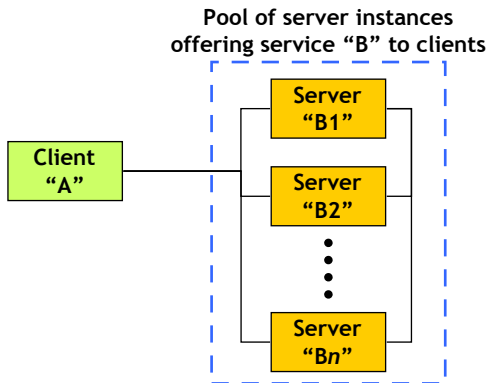 Pool of server instances
offering service “B” to clients
Server
“B1”
Client
“A”
Server
“B2”
Server
“Bn”